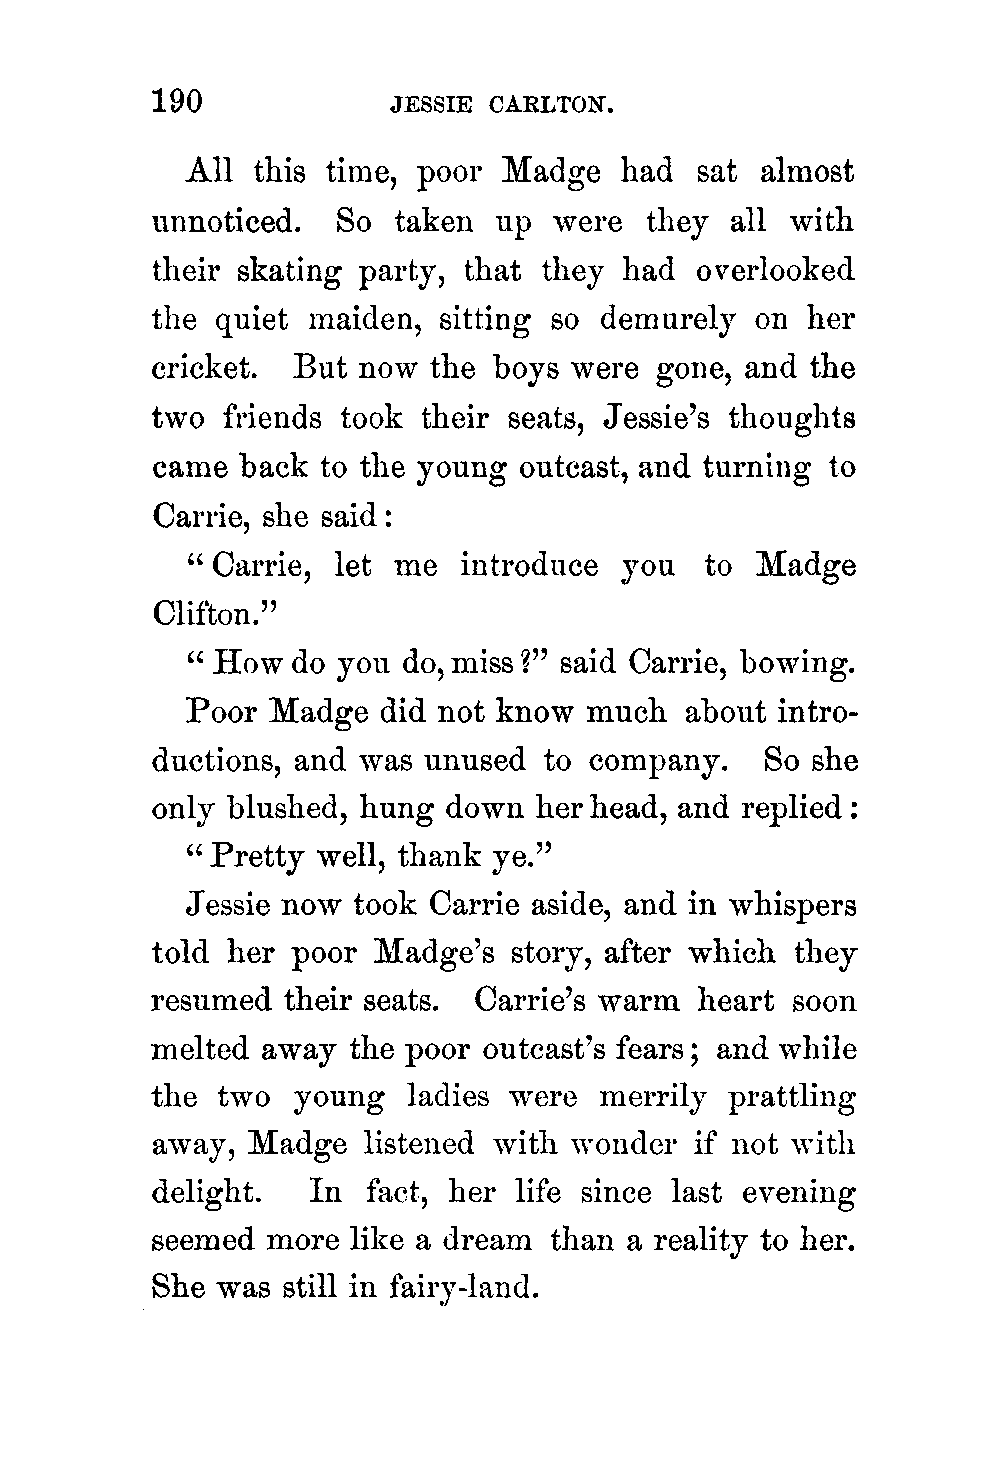 190 JESSIE CARLTON.
All this time, poor Madge had sat almost
unnoticed. So taken up were they all with
their skating party, that they had overlooked
the quiet maiden, sitting so demurely on her
cricket. But now the boys were gone, and the
two friends took their seats, Jessie's thoughts
came back to the young outcast, and turning to
Carrie, she said :
“ Carrie, let me introduce you to Madge
Clifton.”
“ How do you do, miss ?” said Carrie, bowing.
Poor Madge did not know much about intro-
ductions, and was unused to company. So she
only blushed, hung down her head, and replied :
“ Pretty well, thank ye.”
Jessie now took Carrie aside, and in whispers
told her poor Madge's story, after which they
resumed their seats. Carrie's warm heart soon
melted away the poor outcast's fears ; and while
the two young ladies were merrily prattling
away, Madge listened with wonder if not with
delight. In fact, her life since last evening
seemed more like a dream than a reality to her.
She was still in fairy-land.